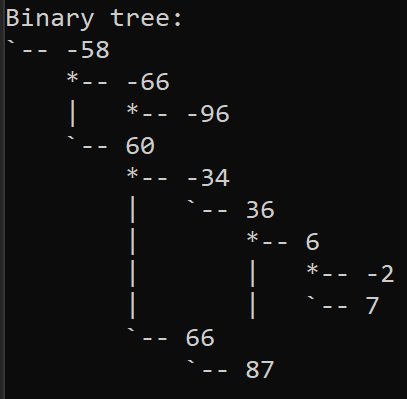 Binary tree:
`-- -58
    *-- -66
    |   *-- -96
    `-- 60
        *-- -34
        |   `-- 36
        |       *-- 6
        |       |   *-- -2
        |       |   `-- 7
        `-- 66
            `-- 87